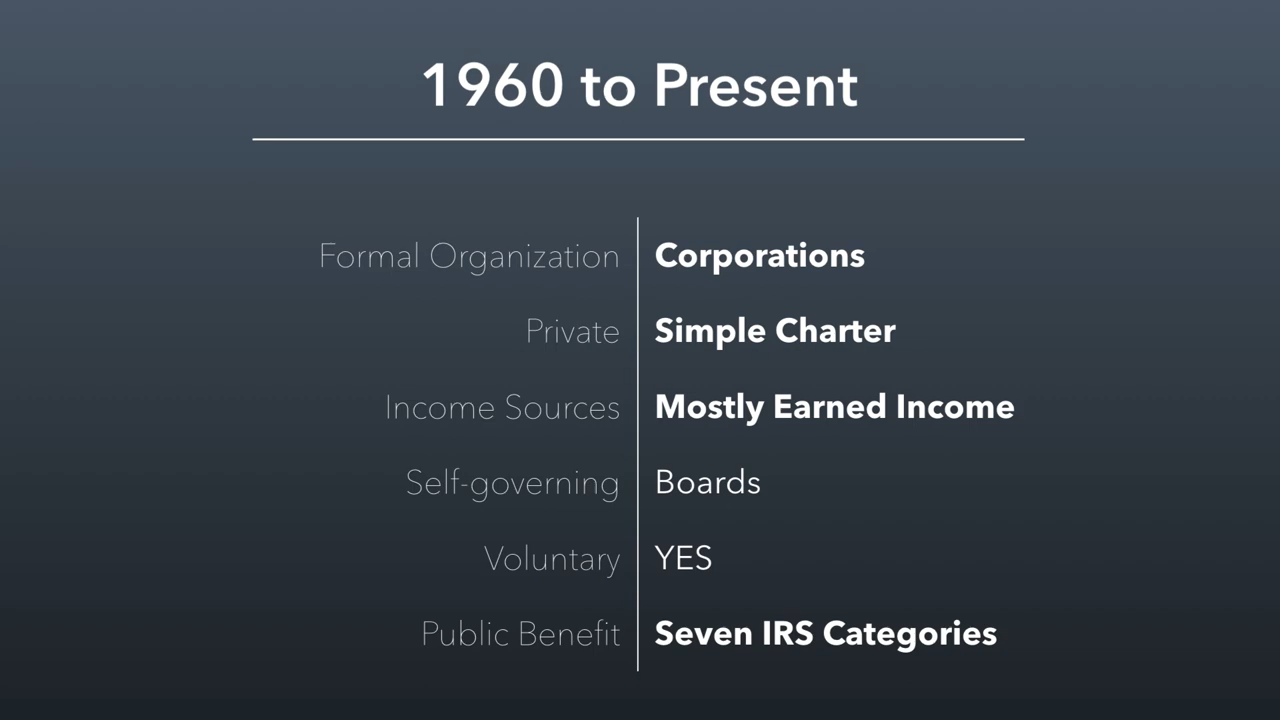 1960 to Present
Formal Organization Corporations
Private Simple Charter
Income Sources Mostly Earned Income
Self-governing Boards
Voluntary YES
Public Benefit Seven IRS Categories